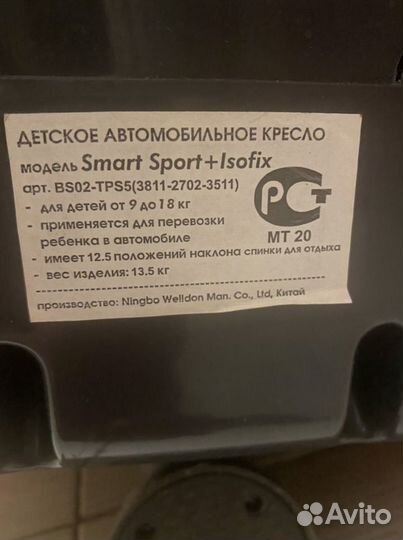 ДЕТСКОЕ АВТОМОБИЛЬНОЕ КРЕСЛО
модель Smart Sport+Isofix
арт. BS02-TPS5(3811-2702-3511)
- для детей от 9 до 18 кг
- применяется для перевозки
ребенка в автомобиле
- имеет 12.5 положений наклона спинки для отдыха
- вес изделия: 13.5 кг
РСТ
МТ 20
производство: Ningbo Welldon Man. Co., Ltd, Китай
Avito